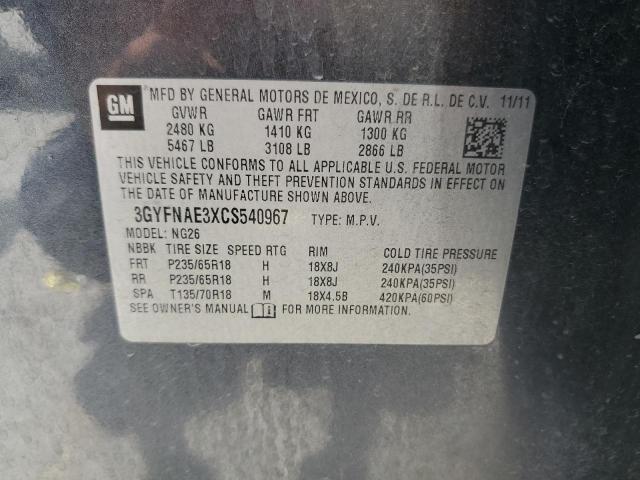 GM
MFD BY GENERAL MOTORS DE MEXICO, S. DE R.L. DE C.V. 11/11
GVWR GAWR FRT GAWR RR
2480 KG 1410 KG 1300 KG
5467 LB 3108 LB 2866 LB
THIS VEHICLE CONFORMS TO ALL APPLICABLE U.S. FEDERAL MOTOR
VEHICLE SAFETY AND THEFT PREVENTION STANDARDS IN EFFECT ON
THE DATE OF MANUFACTURE SHOWN ABOVE.
3GYFNAE3XCS540967 TYPE: M.P.V.
MODEL: NG26
NBBK TIRE SIZE SPEED RTG RIM COLD TIRE PRESSURE
FRT P235/65R18 H 18X8J 240KPA(35PSI)
RR P235/65R18 H 18X8J 240KPA(35PSI)
SPA T135/70R18 M 18X4.5B 420KPA(60PSI)
SEE OWNER'S MANUAL FOR MORE INFORMATION.